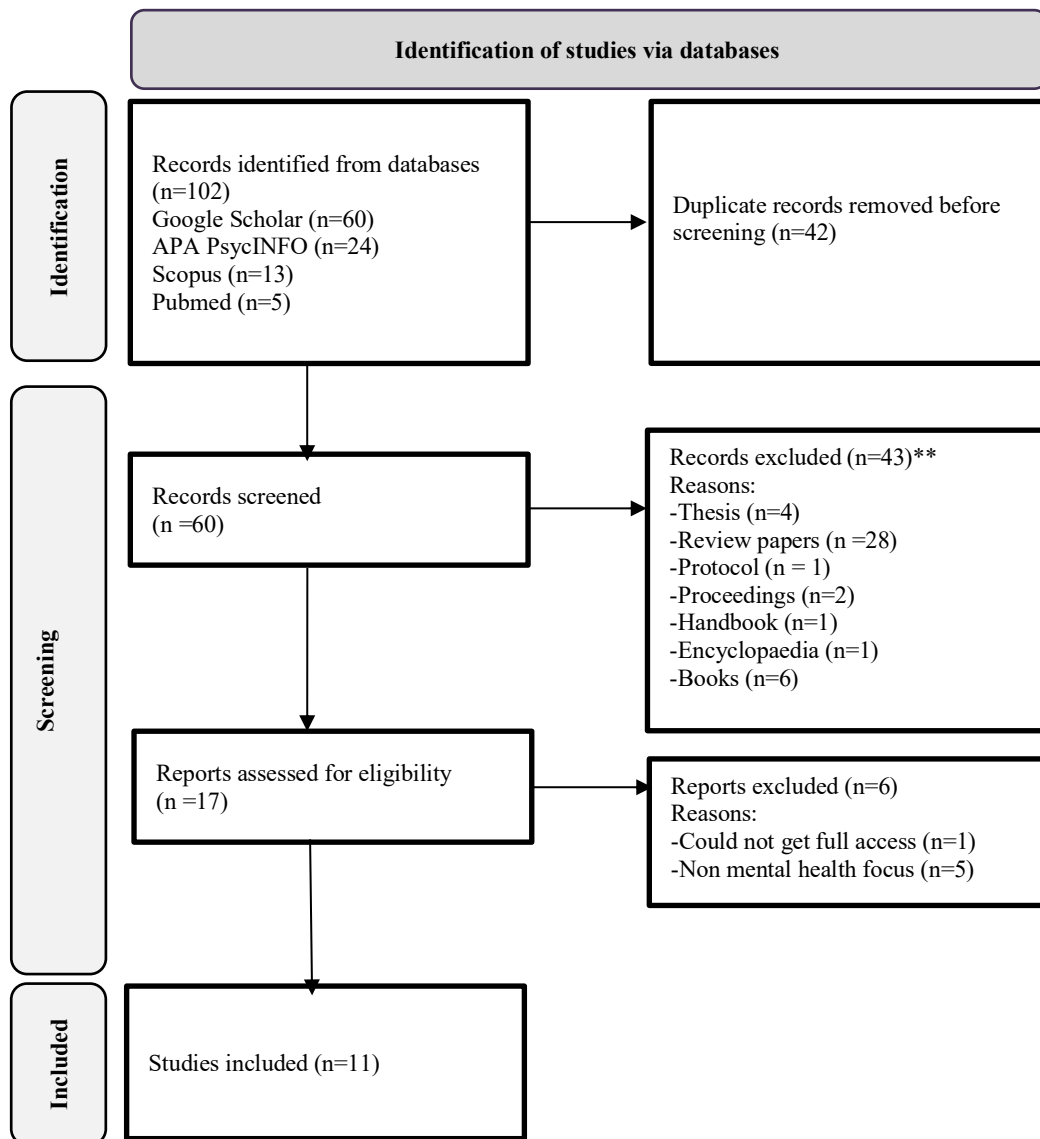 Identification of studies via databases
Identification
Records identified from databases
(n=102)
Google Scholar (n=60)
APA PsycINFO (n=24)
Scopus (n=13)
Pubmed (n=5)
Duplicate records removed before
screening (n=42)
Screening
Records screened
(n =60)
Records excluded (n=43)**
Reasons:
-Thesis (n=4)
-Review papers (n =28)
-Protocol (n = 1)
-Proceedings (n=2)
-Handbook (n=1)
-Encyclopaedia (n=1)
-Books (n=6)
Reports assessed for eligibility
(n =17)
Reports excluded (n=6)
Reasons:
-Could not get full access (n=1)
-Non mental health focus (n=5)
Included
Studies included (n=11)